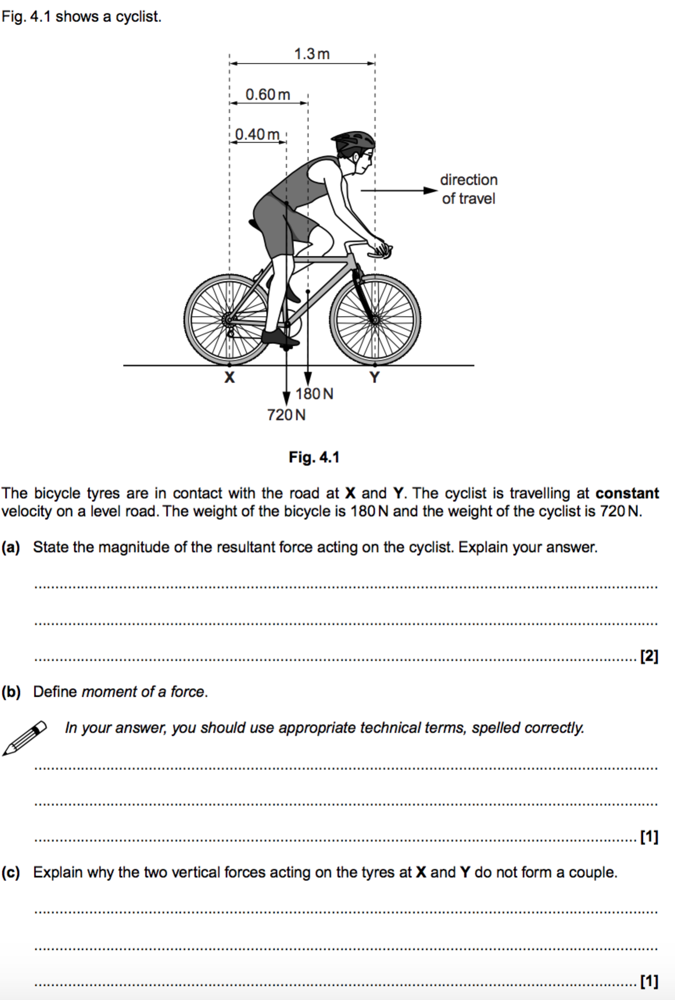 Fig. 4.1 shows a cyclist.
1.3 m
0.60 m
0.40 m
direction
of travel
X
Y
180 N
720 N
Fig. 4.1
The bicycle tyres are in contact with the road at X and Y. The cyclist is travelling at constant
velocity on a level road. The weight of the bicycle is 180 N and the weight of the cyclist is 720 N.
(a) State the magnitude of the resultant force acting on the cyclist. Explain your answer.
[2]
(b) Define moment of a force.
In your answer, you should use appropriate technical terms, spelled correctly.
[1]
(c) Explain why the two vertical forces acting on the tyres at X and Y do not form a couple.
[1]